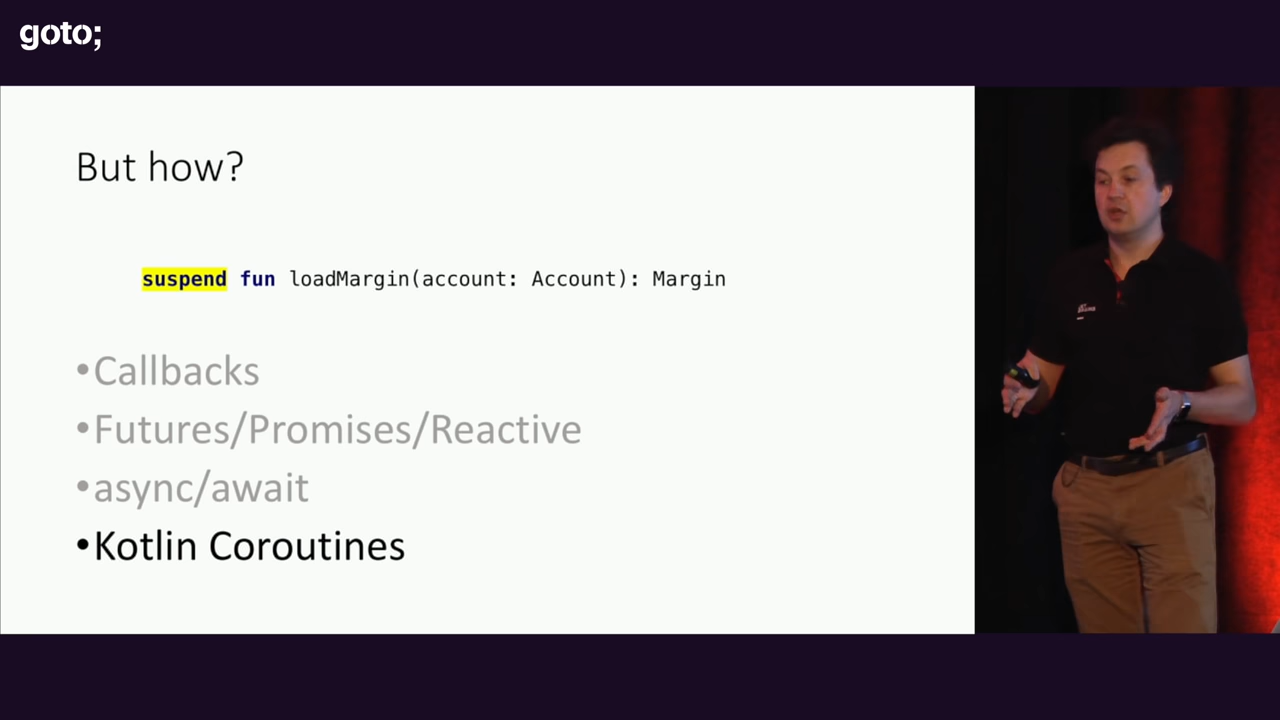 goto;
But how?
suspend fun loadMargin(account: Account): Margin
•Callbacks
•Futures/Promises/Reactive
•async/await
•Kotlin Coroutines